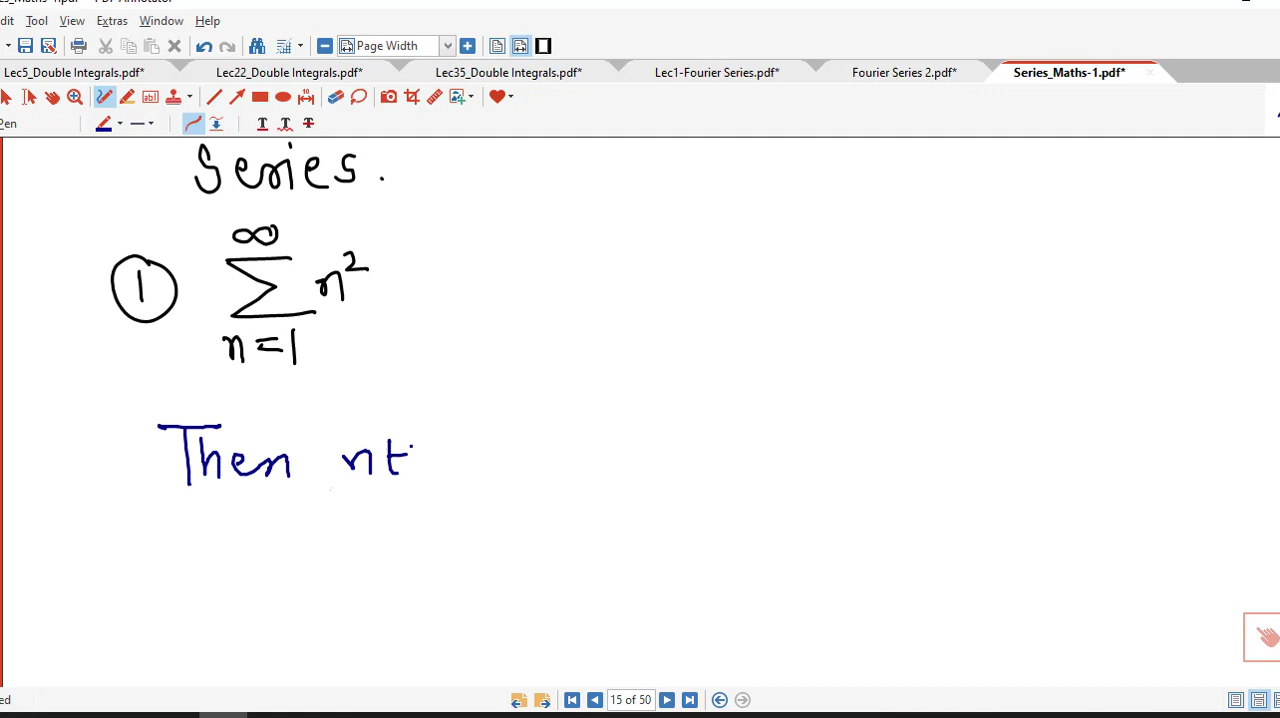 Edit Tool View Extras Window Help
Page Width
Lec5_Double Integrals.pdf* Lec22_Double Integrals.pdf* Lec35_Double Integrals.pdf* Lec1-Fourier Series.pdf* Fourier Series 2.pdf* Series_Maths-1.pdf*
Pen
Series.
∞
① ∑ n²
n=1
Then nt
15 of 50